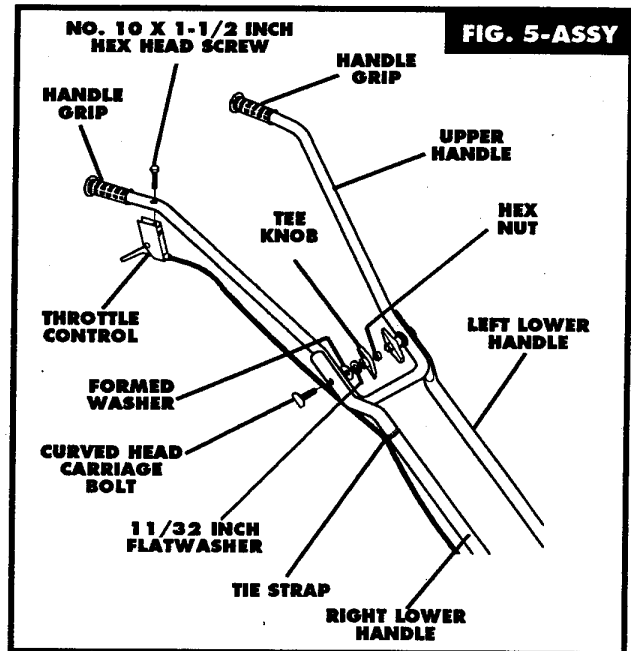 FIG. 5-ASSY
NO. 10 X 1-1/2 INCH
HEX HEAD SCREW
HANDLE
GRIP
HANDLE
GRIP
UPPER
HANDLE
TEE
KNOB
HEX
NUT
THROTTLE
CONTROL
LEFT LOWER
HANDLE
FORMED
WASHER
CURVED HEAD
CARRIAGE
BOLT
11/32 INCH
FLATWASHER
TIE STRAP
RIGHT LOWER
HANDLE